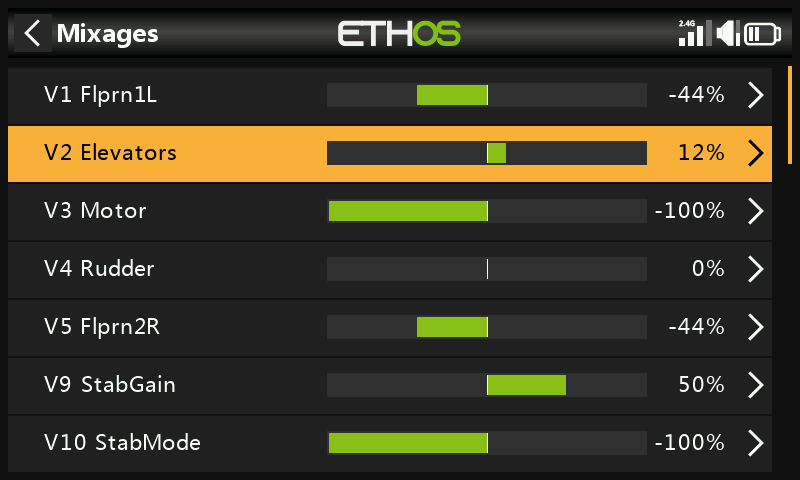 Mixages
ETHOS
2.4G
V1 Flprn1L -44%
V2 Elevators 12%
V3 Motor -100%
V4 Rudder 0%
V5 Flprn2R -44%
V9 StabGain 50%
V10 StabMode -100%